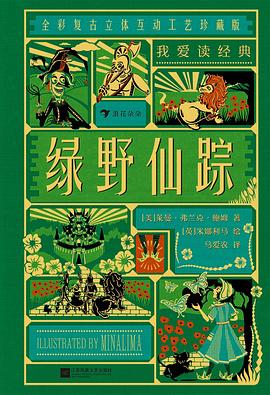 全彩复古立体互动工艺珍藏版
我爱读经典
浪花朵朵
绿野仙踪
[美]莱曼·弗兰克·鲍姆 著
[英]米娜利马 绘
马爱农 译
ILLUSTRATED BY MINALIMA
江苏凤凰文艺出版社